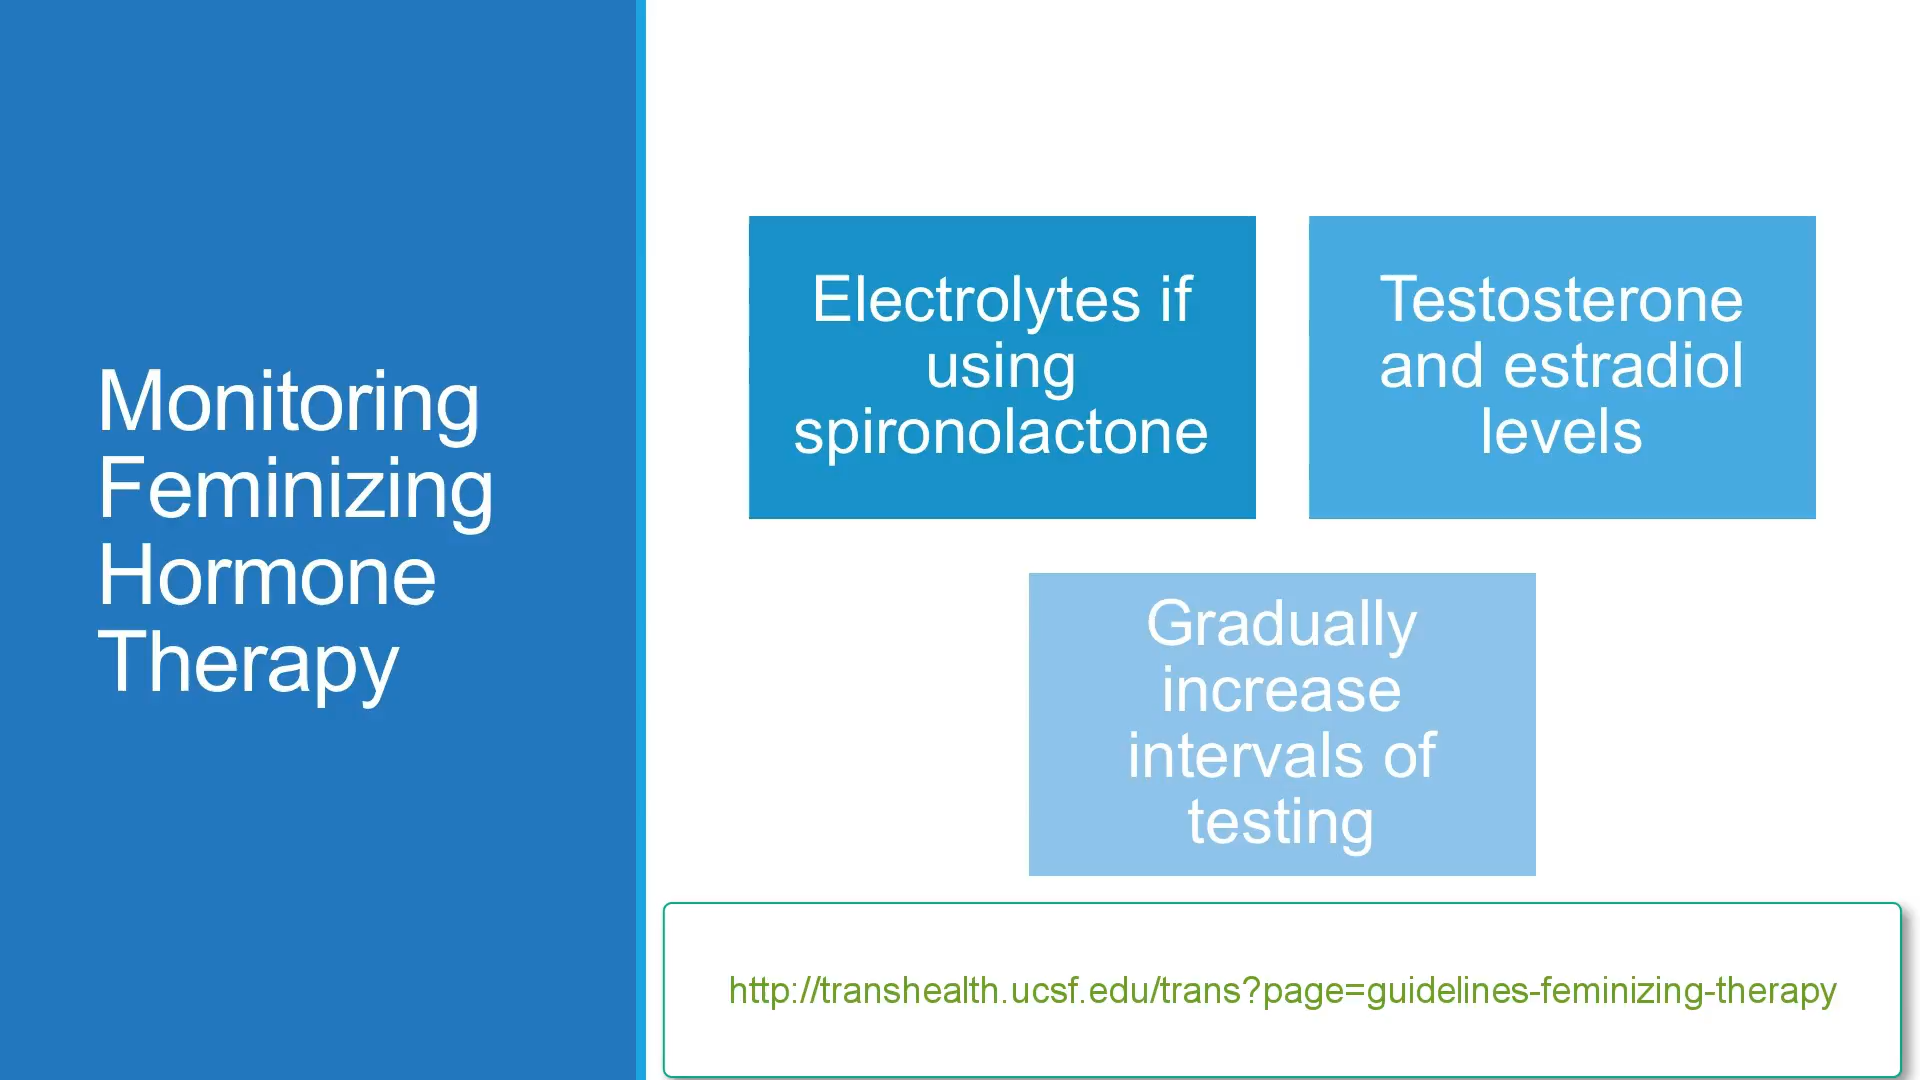 Monitoring
Feminizing
Hormone
Therapy
Electrolytes if
using
spironolactone
Testosterone
and estradiol
levels
Gradually
increase
intervals of
testing
http://transhealth.ucsf.edu/trans?page=guidelines-feminizing-therapy